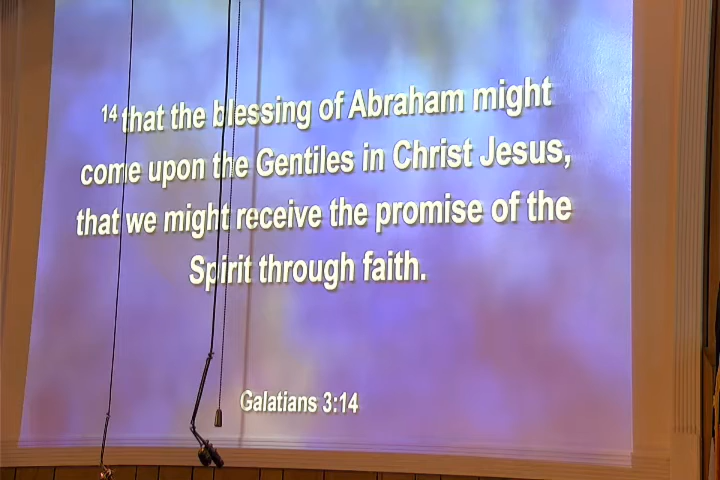 14 that the blessing of Abraham might
come upon the Gentiles in Christ Jesus,
that we might receive the promise of the
Spirit through faith.
Galatians 3:14